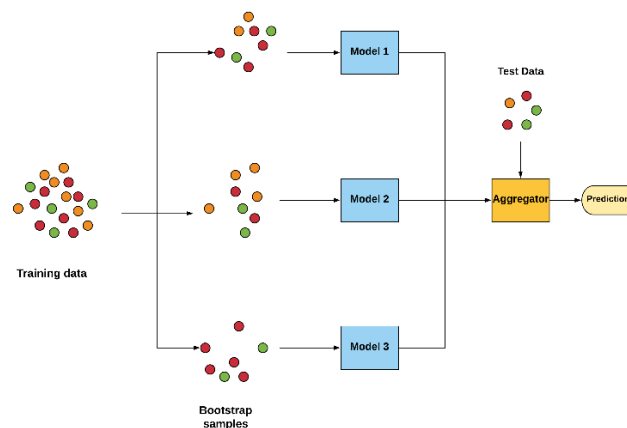 Model 1
Test Data
Model 2
Aggregator
Prediction
Training data
Model 3
Bootstrap
samples